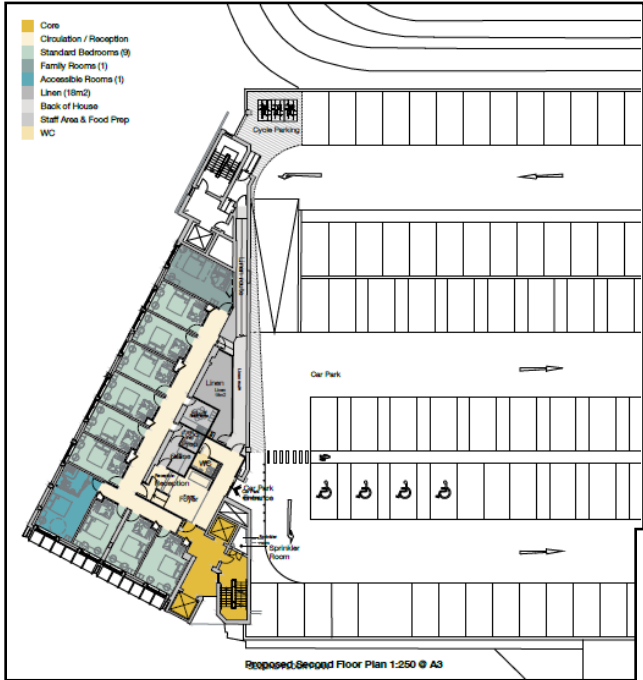 Core
Circulation / Reception
Standard Bedrooms (9)
Family Rooms (1)
Accessible Rooms (1)
Linen (18m2)
Back of House
Staff Area & Food Prep
WC
Cycle Parking
Linen
Car Park
WC
Reception
Foyer
Car Park
Entrance
Sprinkler
Room
Proposed Second Floor Plan 1:250 @ A3